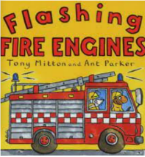 Flashing
FIRE ENGINES
Tony Mitton and Ant Parker